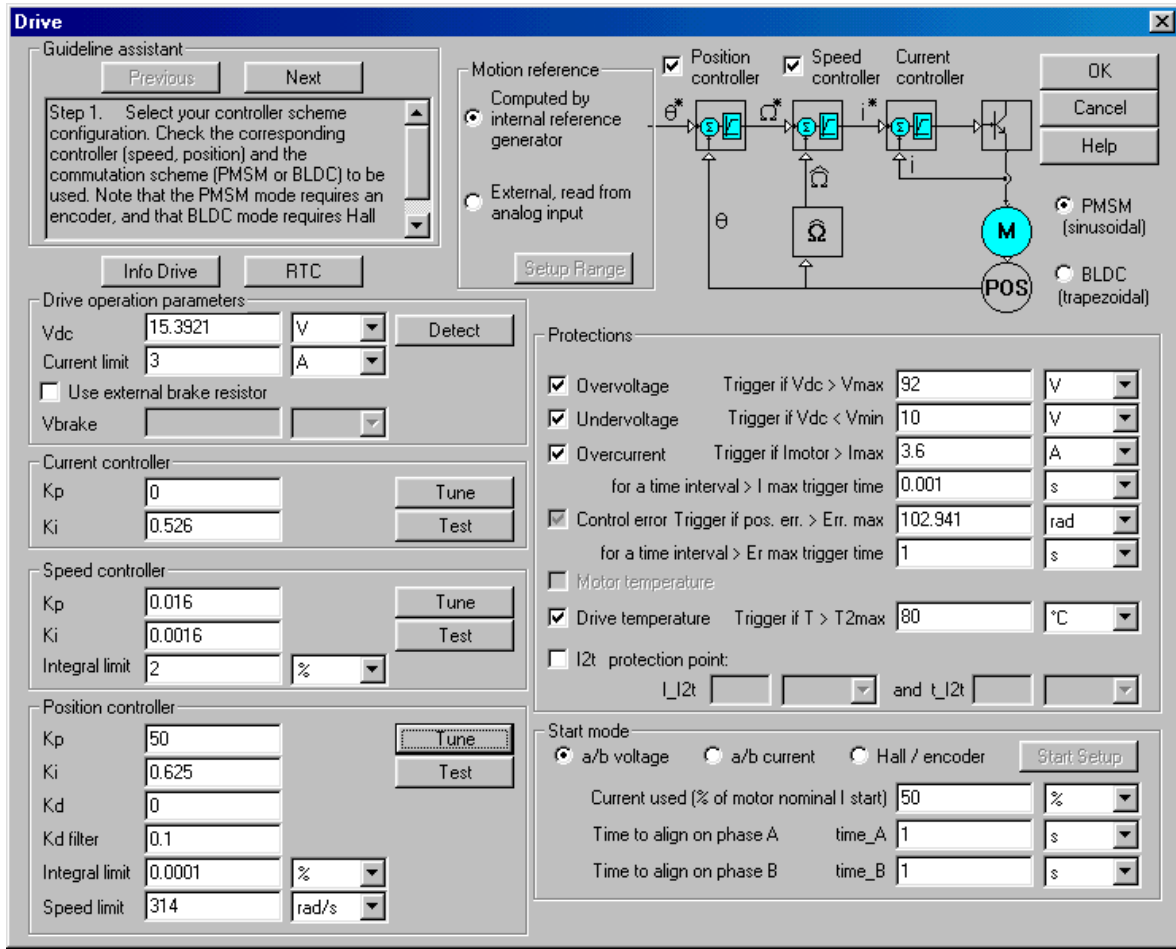 Drive
Guideline assistant
Previous Next
Step 1. Select your controller scheme
configuration. Check the corresponding
controller (speed, position) and the
commutation scheme (PMSM or BLDC) to be
used. Note that the PMSM mode requires an
encoder, and that BLDC mode requires Hall
Info Drive RTC
Motion reference
Computed by
internal reference
generator
External, read from
analog input
Setup Range
Position
controller
Speed
controller
Current
controller
θ* Ω* i*
Σ Σ Σ
i
Ω̂
θ
Ω̂
M
POS
OK
Cancel
Help
PMSM
(sinusoidal)
BLDC
(trapezoidal)
Drive operation parameters
Vdc 15.3921 V Detect
Current limit 3 A
Use external brake resistor
Vbrake
Current controller
Kp 0 Tune
Ki 0.526 Test
Speed controller
Kp 0.016 Tune
Ki 0.0016 Test
Integral limit 2 %
Position controller
Kp 50 Tune
Ki 0.625 Test
Kd 0
Kd filter 0.1
Integral limit 0.0001 %
Speed limit 314 rad/s
Protections
Overvoltage Trigger if Vdc > Vmax 92 V
Undervoltage Trigger if Vdc < Vmin 10 V
Overcurrent Trigger if Imotor > Imax 3.6 A
for a time interval > I max trigger time 0.001 s
Control error Trigger if pos. err. > Err. max 102.941 rad
for a time interval > Er max trigger time 1 s
Motor temperature
Drive temperature Trigger if T > T2max 80 °C
I2t protection point:
I_I2t and t_I2t
Start mode
a/b voltage a/b current Hall / encoder Start Setup
Current used (% of motor nominal I start) 50 %
Time to align on phase A time_A 1 s
Time to align on phase B time_B 1 s